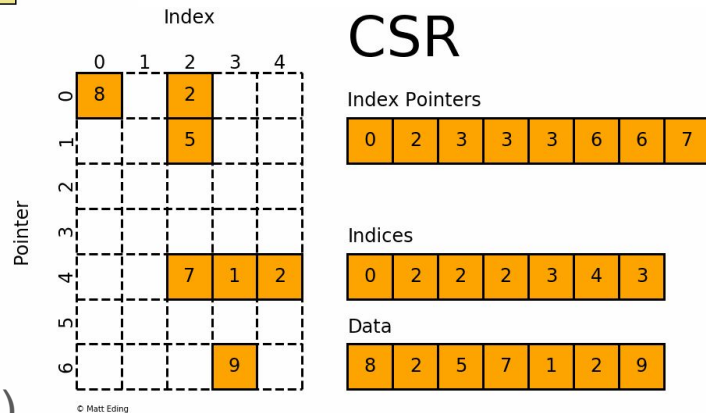 Index
CSR
0 1 2 3 4
Index Pointers
0 8 2
0 2 3 3 3 6 6 7
1 5
2
Indices
3
Pointer
4 7 1 2
0 2 2 2 3 4 3
5
Data
6 9
8 2 5 7 1 2 9
)
© Matt Eding